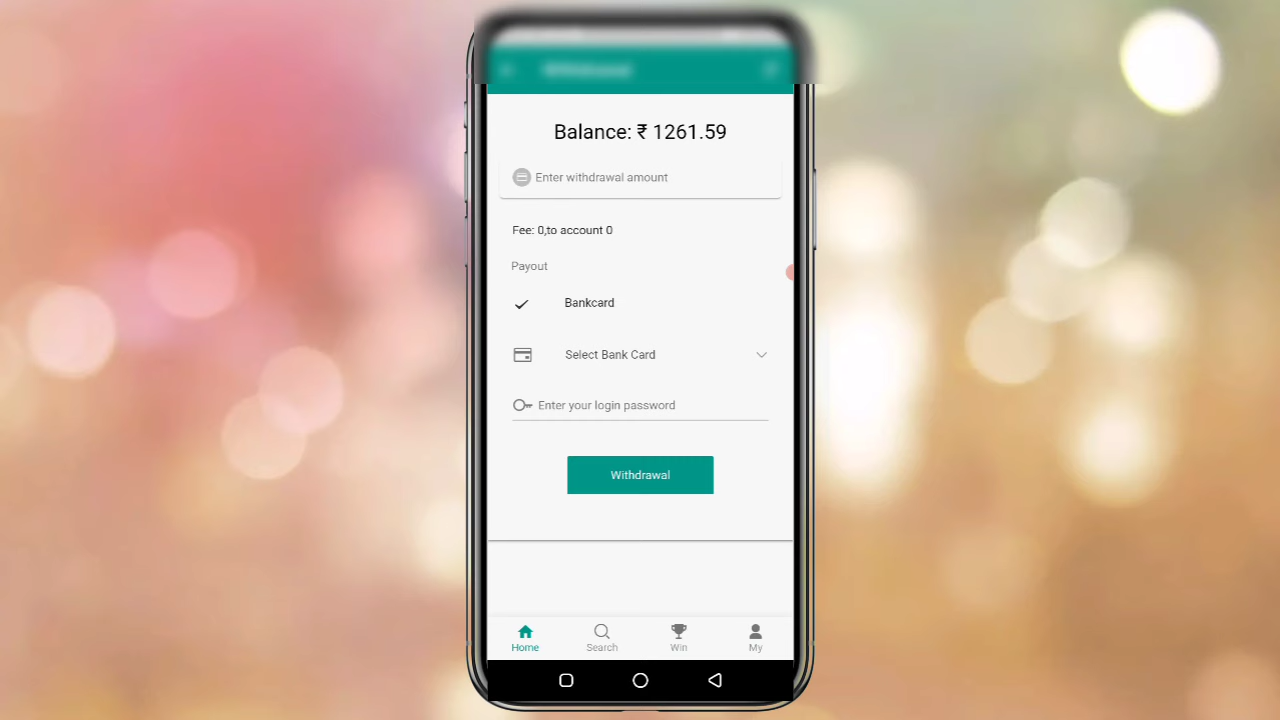 Withdrawal
Balance: ₹ 1261.59
Enter withdrawal amount
Fee: 0,to account 0
Payout
Bankcard
Select Bank Card
Enter your login password
Withdrawal
Home
Search
Win
My